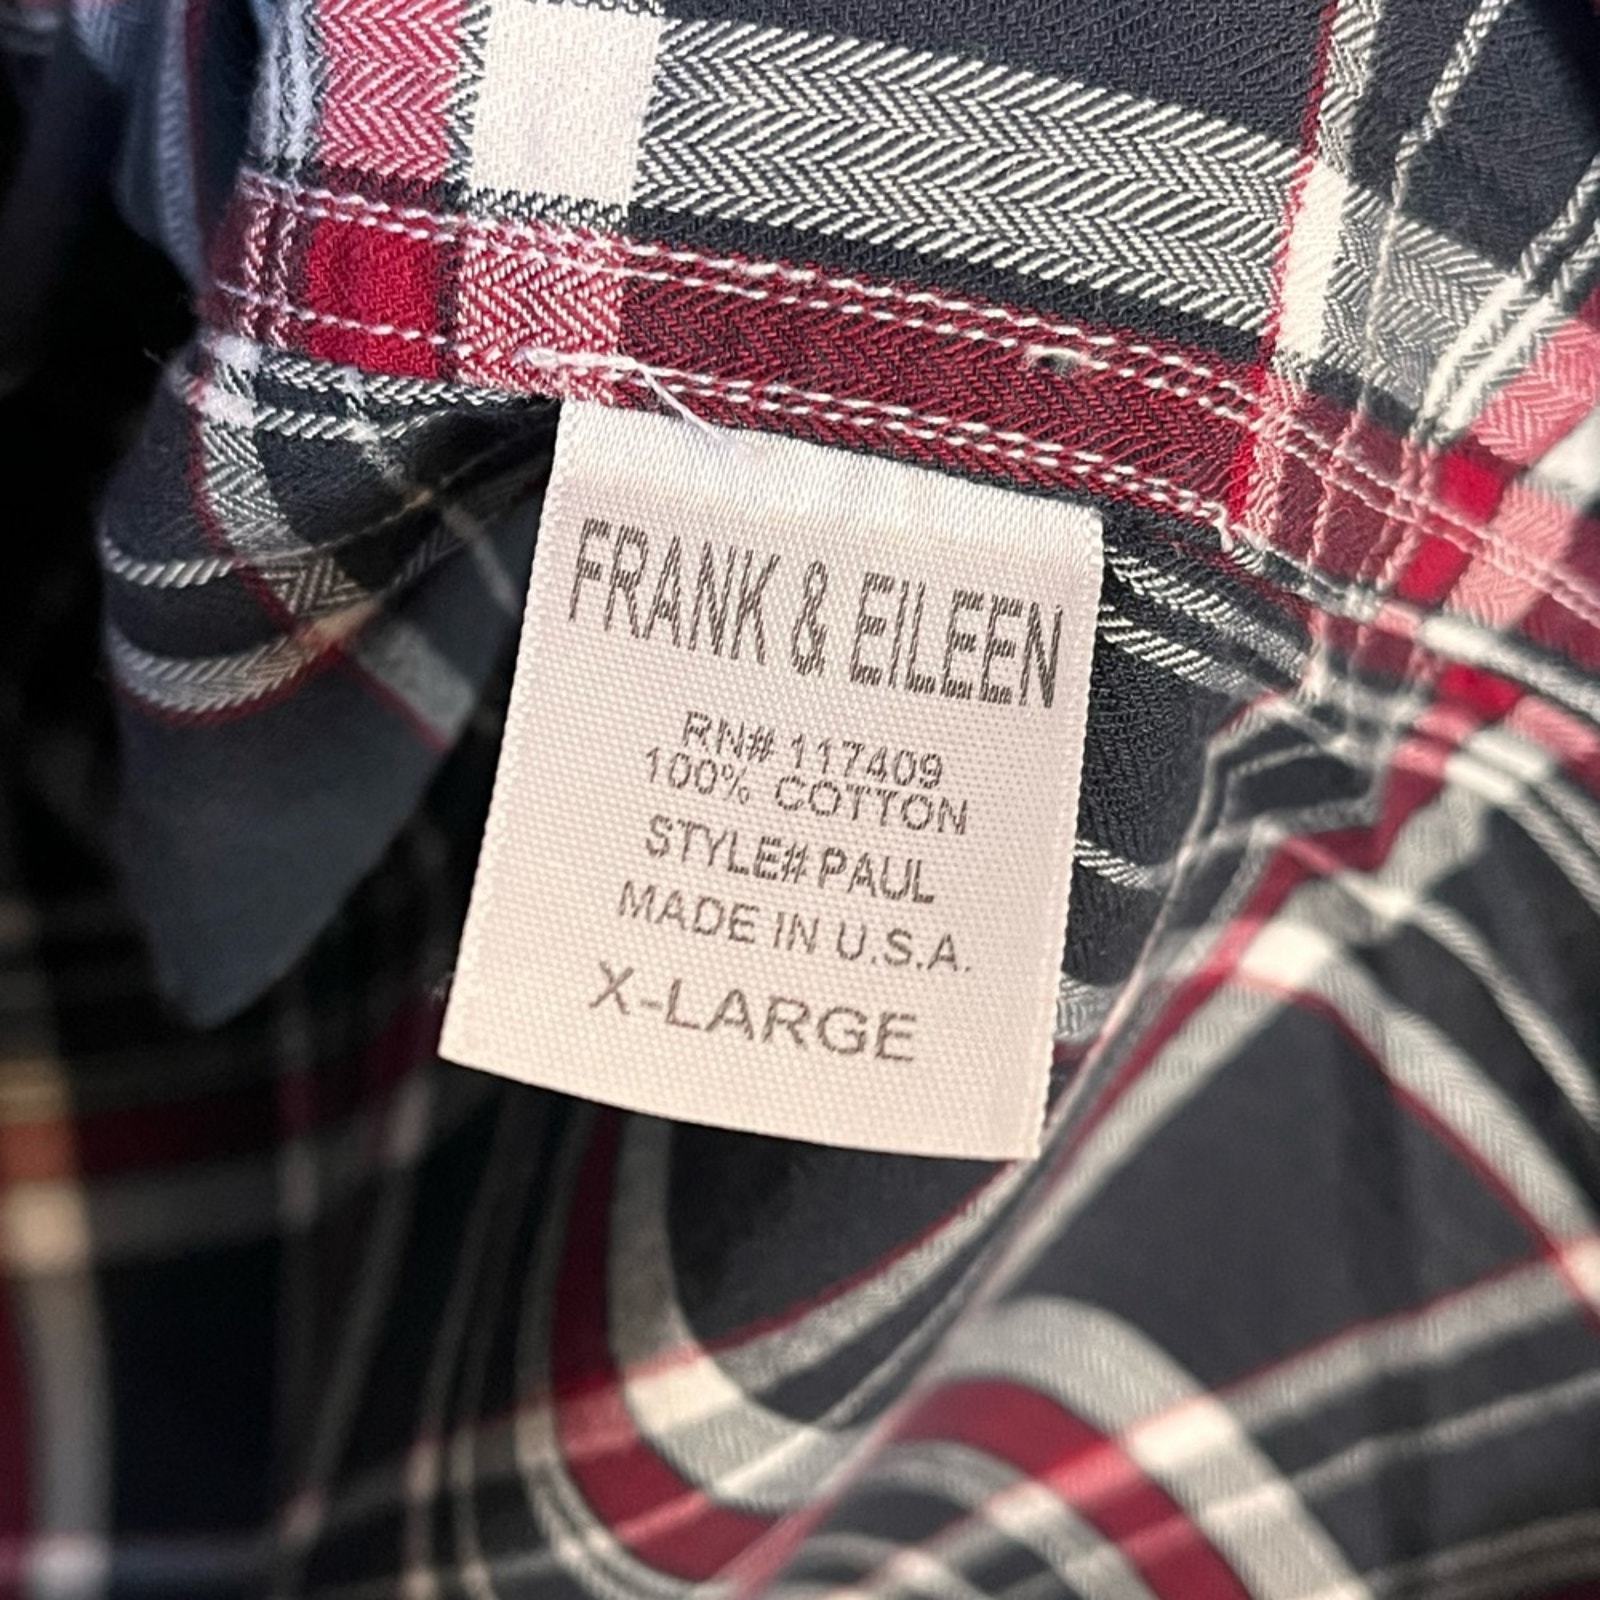 FRANK & EILEEN
RN# 117409
100% COTTON
STYLE# PAUL
MADE IN U.S.A.
X-LARGE